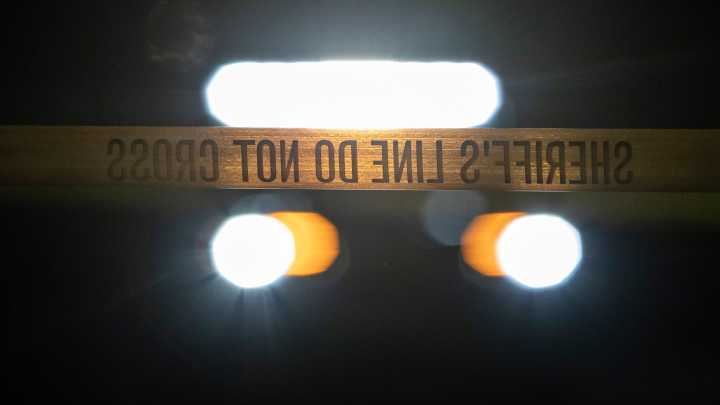 SHERIFF'S LINE DO NOT CROSS